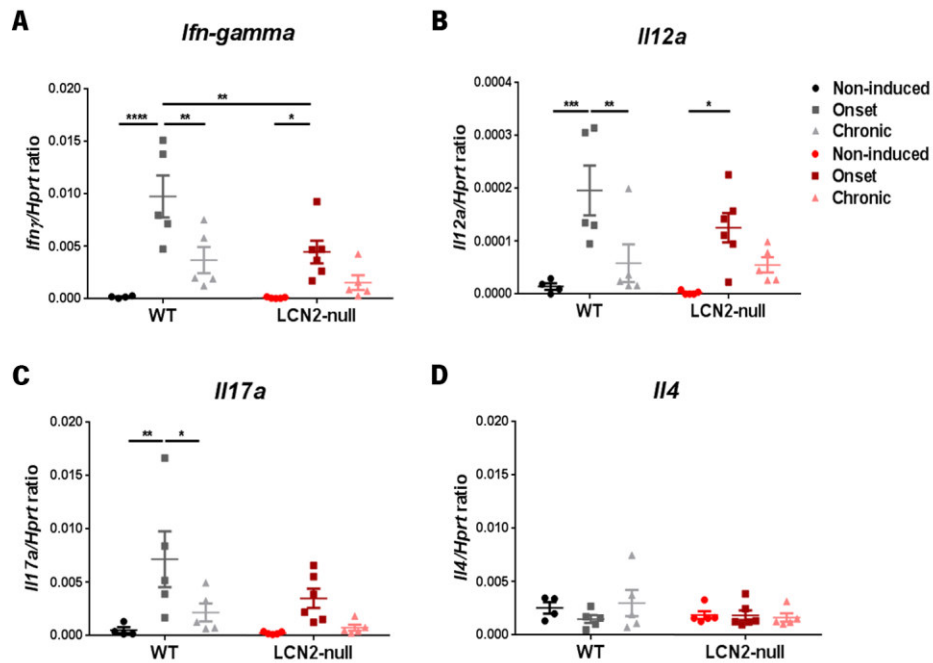 A
Ifn-gamma
Ifnγ/Hprt ratio
0.020
0.015
0.010
0.005
0.000
**
**** ** *
WT LCN2-null
B
Il12a
Il12a/Hprt ratio
0.0004
0.0003
0.0002
0.0001
0.0000
*** ** *
WT LCN2-null
Non-induced
Onset
Chronic
Non-induced
Onset
Chronic
C
Il17a
Il17a/Hprt ratio
0.020
0.015
0.010
0.005
0.000
** *
WT LCN2-null
D
Il4
Il4/Hprt ratio
0.020
0.015
0.010
0.005
0.000
WT LCN2-null